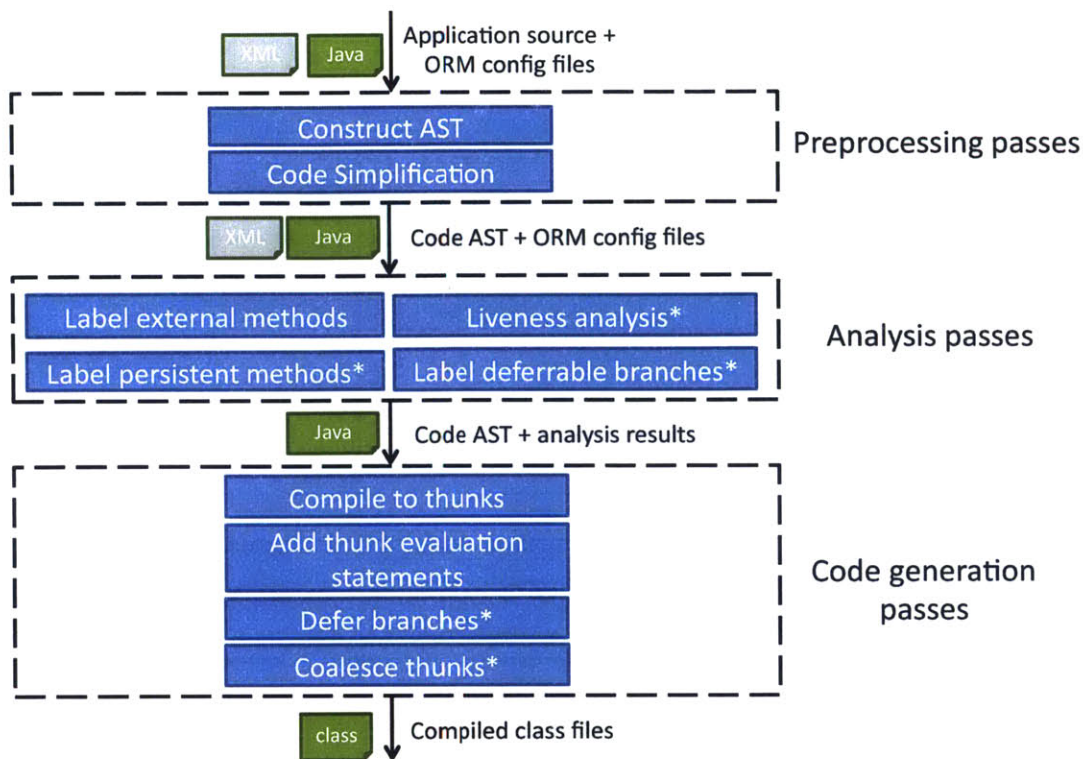 XML Java Application source +
ORM config files
Construct AST
Code Simplification
Preprocessing passes
XML Java Code AST + ORM config files
Label external methods Liveness analysis*
Label persistent methods* Label deferrable branches*
Analysis passes
Java Code AST + analysis results
Compile to thunks
Add thunk evaluation
statements
Defer branches*
Coalesce thunks*
Code generation
passes
class Compiled class files